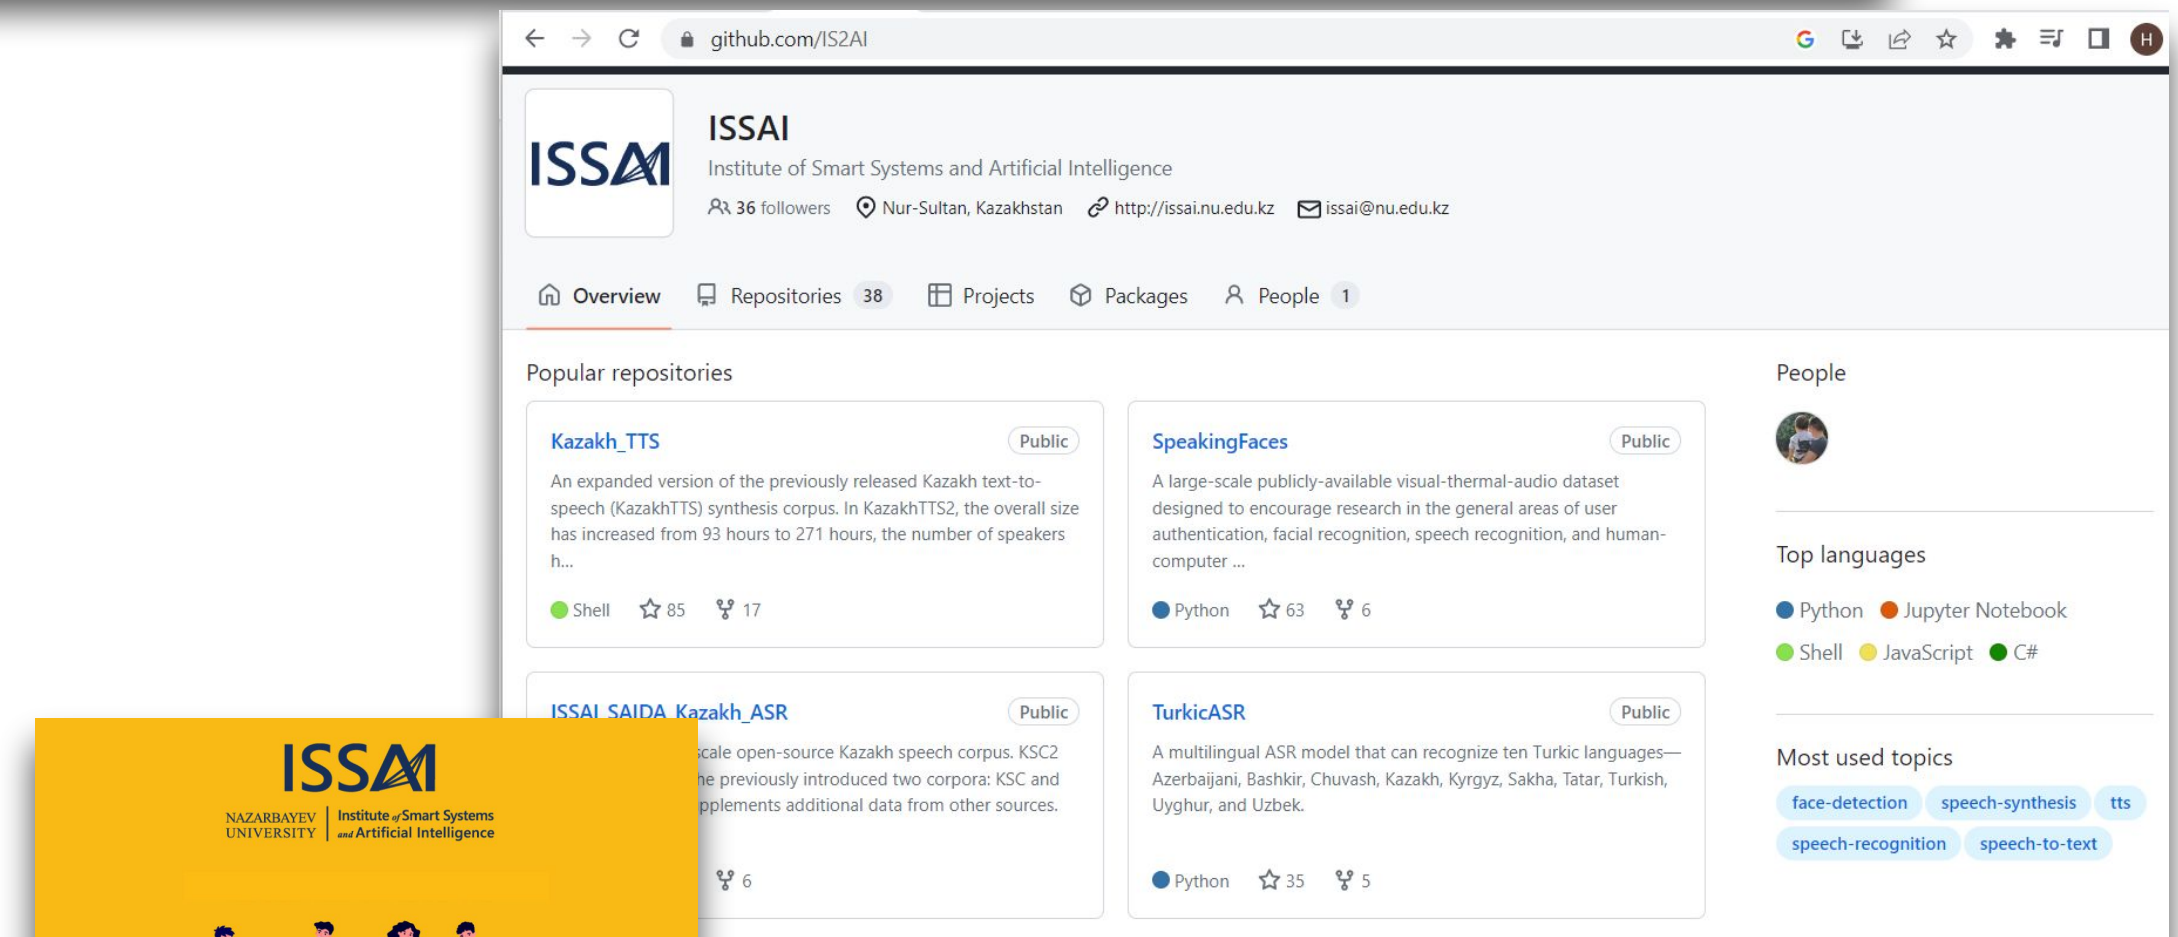 github.com/IS2AI
H
ISSAI
ISSAI
Institute of Smart Systems and Artificial Intelligence
36 followers Nur-Sultan, Kazakhstan http://issai.nu.edu.kz issai@nu.edu.kz
Overview Repositories 38 Projects Packages People 1
Popular repositories
Kazakh_TTS Public
An expanded version of the previously released Kazakh text-to-
speech (KazakhTTS) synthesis corpus. In KazakhTTS2, the overall size
has increased from 93 hours to 271 hours, the number of speakers
h...
Shell 85 17
SpeakingFaces Public
A large-scale publicly-available visual-thermal-audio dataset
designed to encourage research in the general areas of user
authentication, facial recognition, speech recognition, and human-
computer ...
Python 63 6
ISSAI_SAIDA_Kazakh_ASR Public
scale open-source Kazakh speech corpus. KSC2
he previously introduced two corpora: KSC and
pplements additional data from other sources.
6
TurkicASR Public
A multilingual ASR model that can recognize ten Turkic languages—
Azerbaijani, Bashkir, Chuvash, Kazakh, Kyrgyz, Sakha, Tatar, Turkish,
Uyghur, and Uzbek.
Python 35 5
People
Top languages
Python Jupyter Notebook
Shell JavaScript C#
Most used topics
face-detection speech-synthesis tts
speech-recognition speech-to-text
ISSAI
NAZARBAYEV
UNIVERSITY
Institute of Smart Systems
and Artificial Intelligence